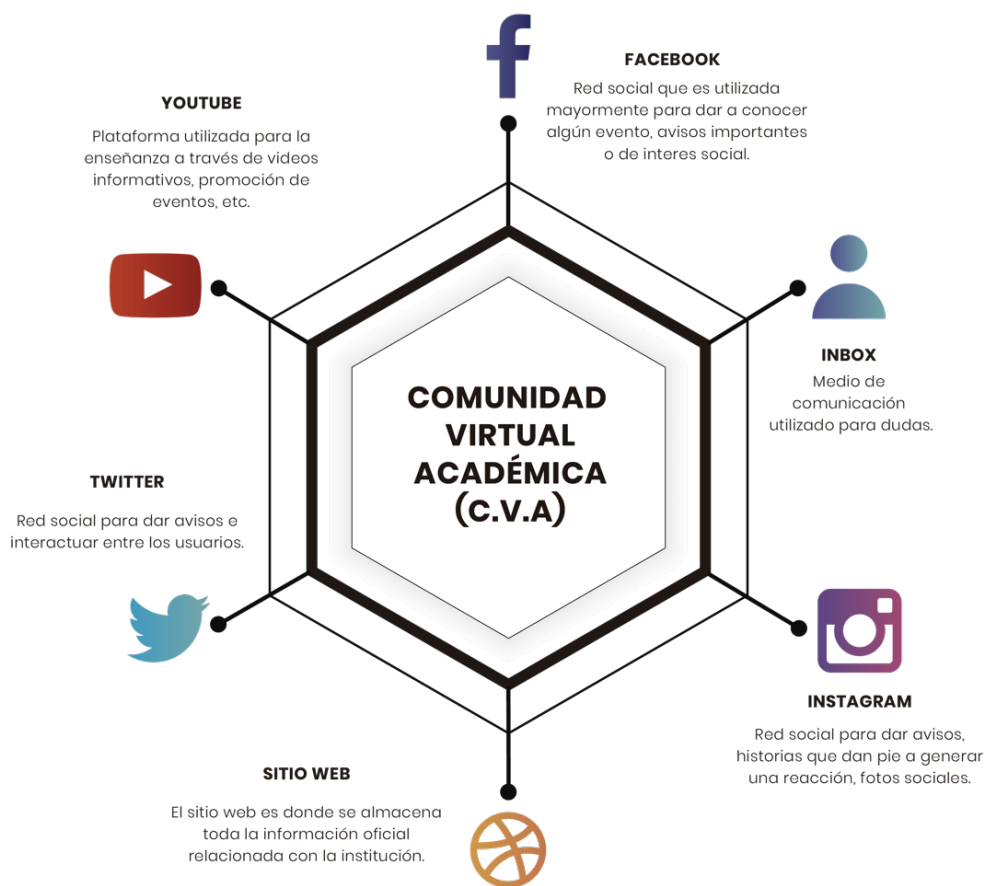 FACEBOOK
Red social que es utilizada
mayormente para dar a conocer
algún evento, avisos importantes
o de interes social.
YOUTUBE
Plataforma utilizada para la
enseñanza a través de videos
informativos, promoción de
eventos, etc.
INBOX
Medio de
comunicación
utilizado para dudas.
COMUNIDAD
VIRTUAL
ACADÉMICA
(C.V.A)
TWITTER
Red social para dar avisos e
interactuar entre los usuarios.
INSTAGRAM
Red social para dar avisos,
historias que dan pie a generar
una reacción, fotos sociales.
SITIO WEB
El sitio web es donde se almacena
toda la información oficial
relacionada con la institución.